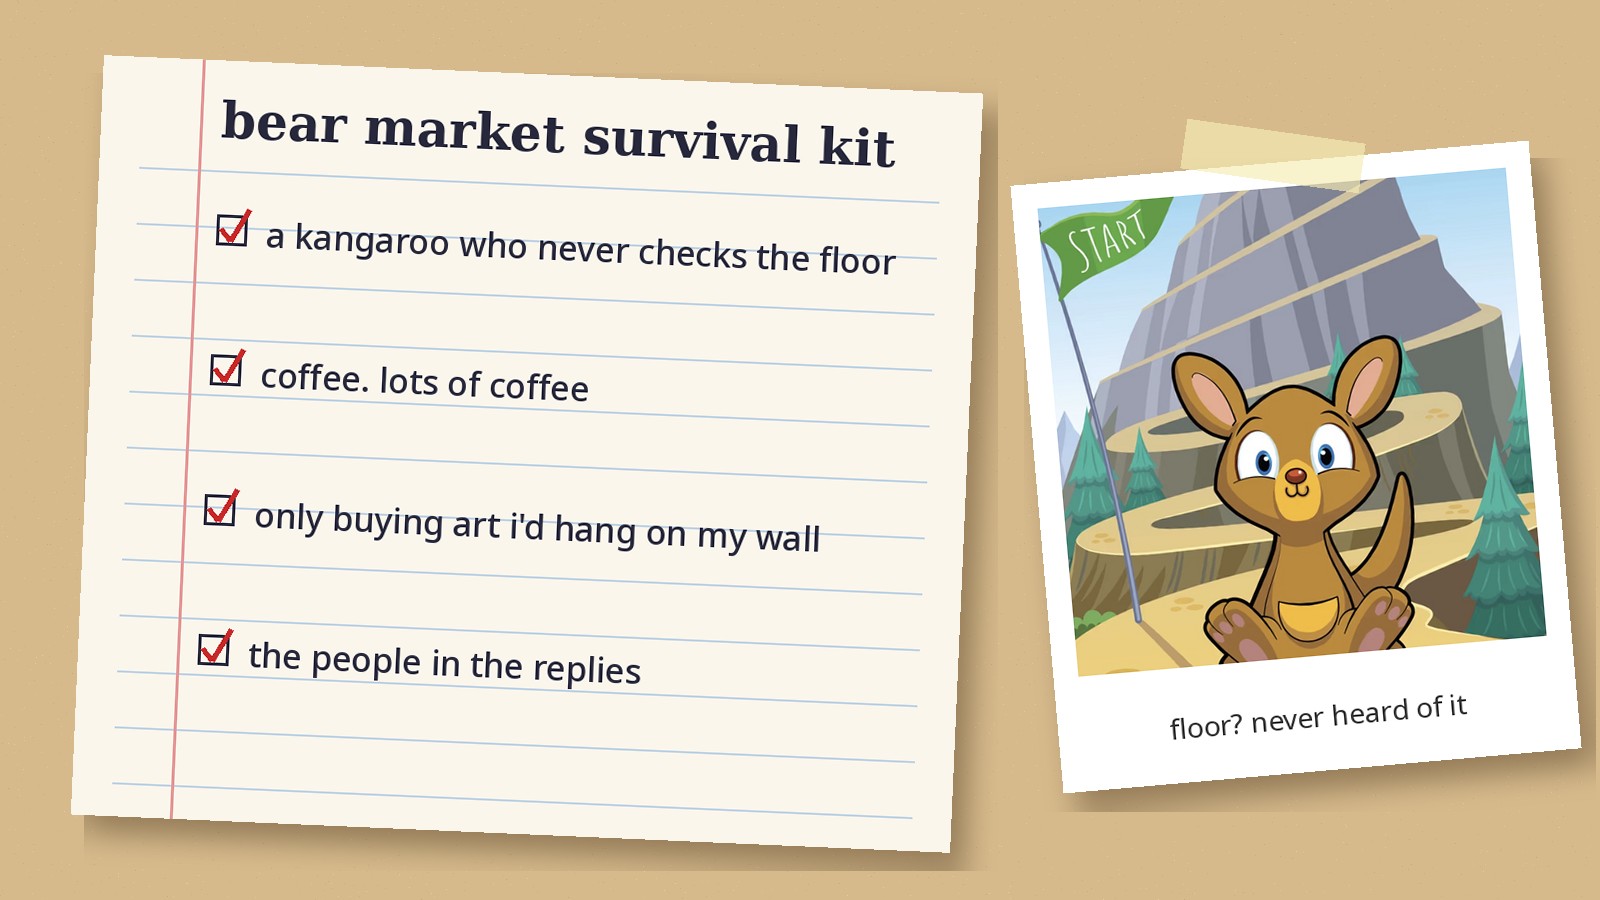 bear market survival kit
a kangaroo who never checks the floor
coffee. lots of coffee
only buying art i'd hang on my wall
the people in the replies
START
floor? never heard of it